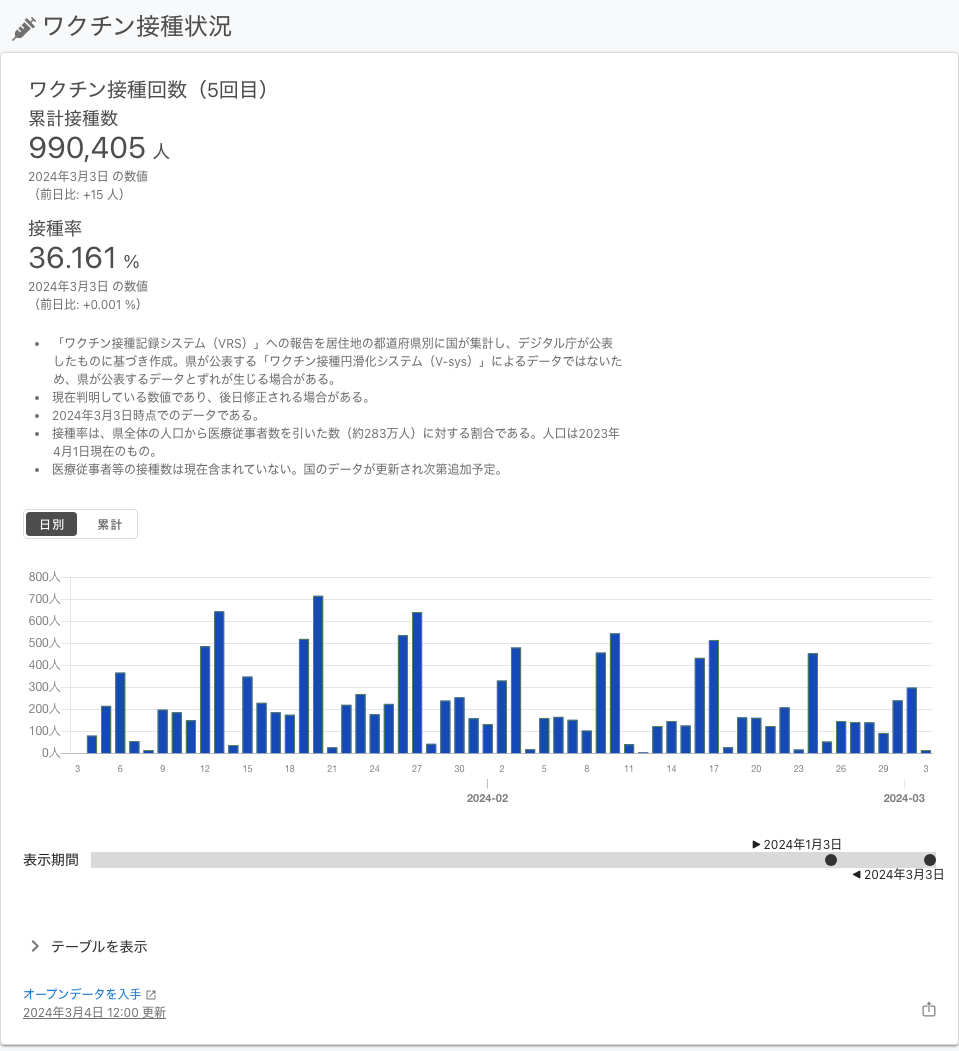 ワクチン接種状況
ワクチン接種回数（5回目）
累計接種数
990,405 人
2024年3月3日 の数値
（前日比: +15 人）
接種率
36.161 %
2024年3月3日 の数値
（前日比: +0.001 %）
• 「ワクチン接種記録システム（VRS）」への報告を居住地の都道府県別に国が集計し、デジタル庁が公表
したものに基づき作成。県が公表する「ワクチン接種円滑化システム（V-sys）」によるデータではないた
め、県が公表するデータとずれが生じる場合がある。
• 現在判明している数値であり、後日修正される場合がある。
• 2024年3月3日時点でのデータである。
• 接種率は、県全体の人口から医療従事者数を引いた数（約283万人）に対する割合である。人口は2023年
4月1日現在のもの。
• 医療従事者等の接種数は現在含まれていない。国のデータが更新され次第追加予定。
日別 累計
800人
700人
600人
500人
400人
300人
200人
100人
0人
3 6 9 12 15 18 21 24 27 30 2 5 8 11 14 17 20 23 26 29 3
2024-02 2024-03
▶ 2024年1月3日
表示期間
◀ 2024年3月3日
テーブルを表示
オープンデータを入手
2024年3月4日 12:00 更新